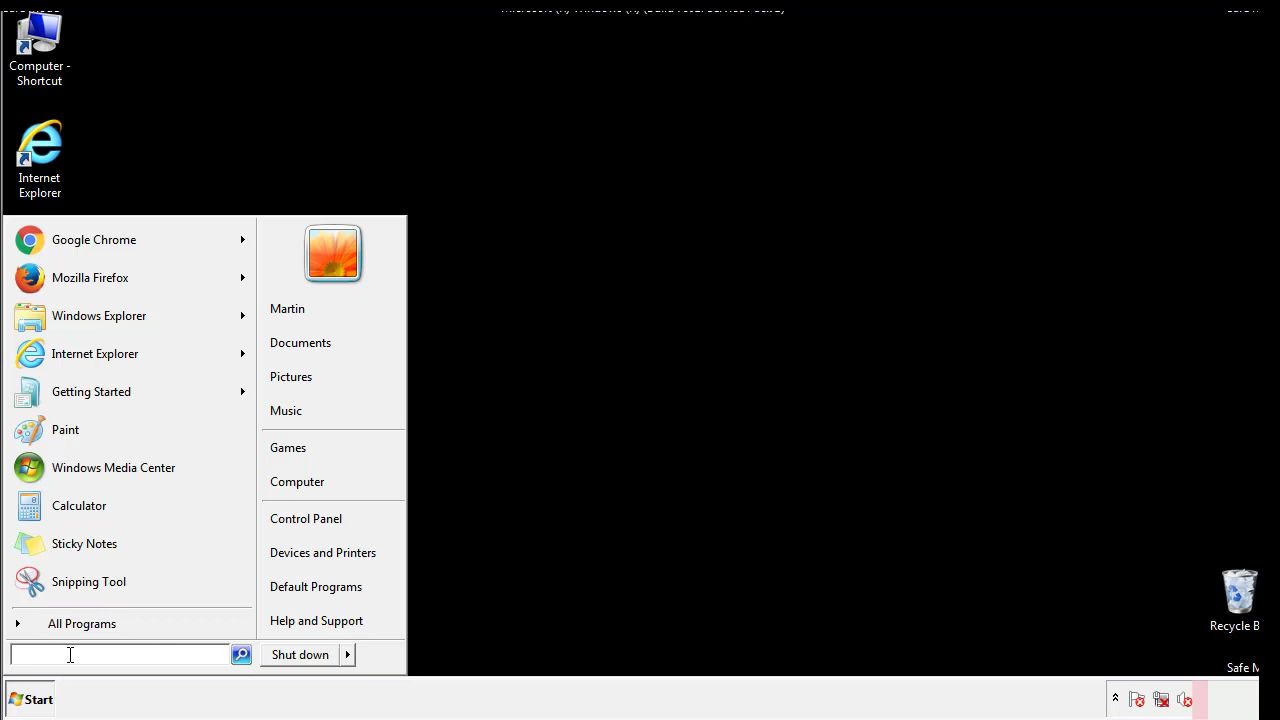 Computer -
Shortcut
Internet
Explorer
Google Chrome
Mozilla Firefox
Windows Explorer
Internet Explorer
Getting Started
Paint
Windows Media Center
Calculator
Sticky Notes
Snipping Tool
All Programs
Martin
Documents
Pictures
Music
Games
Computer
Control Panel
Devices and Printers
Default Programs
Help and Support
Shut down
Recycle B
Safe M
Start